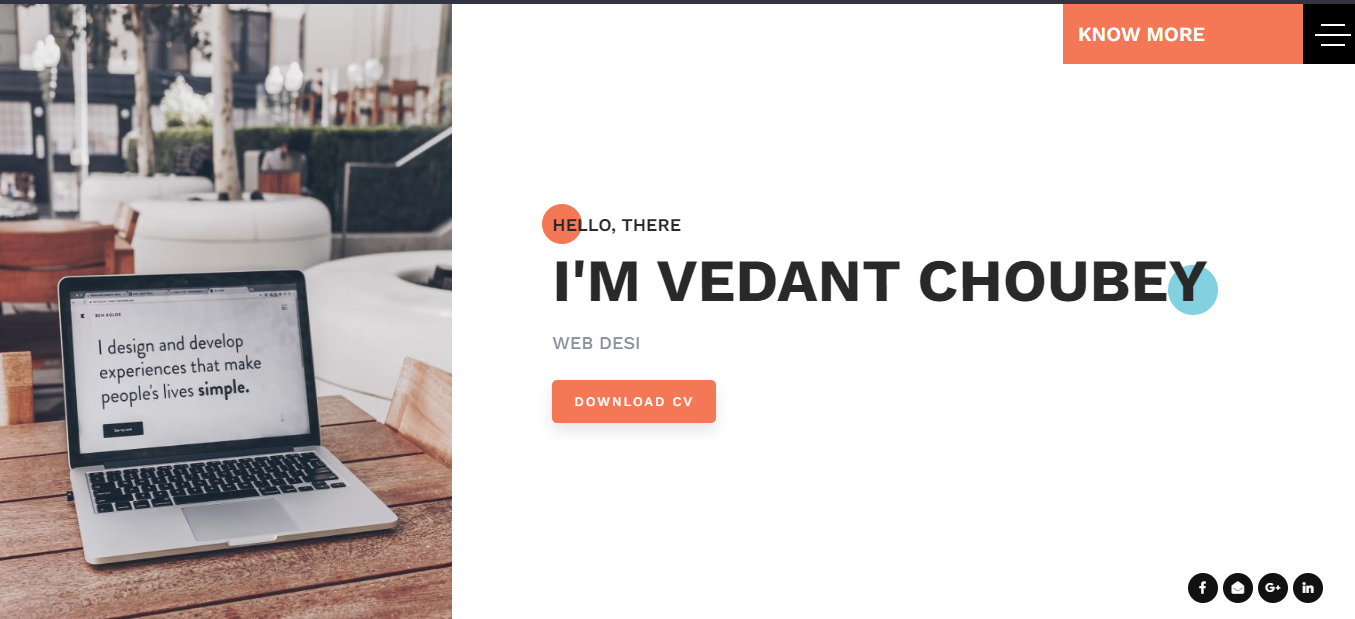 KNOW MORE
HELLO, THERE
I'M VEDANT CHOUBEY
WEB DESI
DOWNLOAD CV
BEN KOLDE
I design and develop
experiences that make
people's lives simple.
f
G+
in